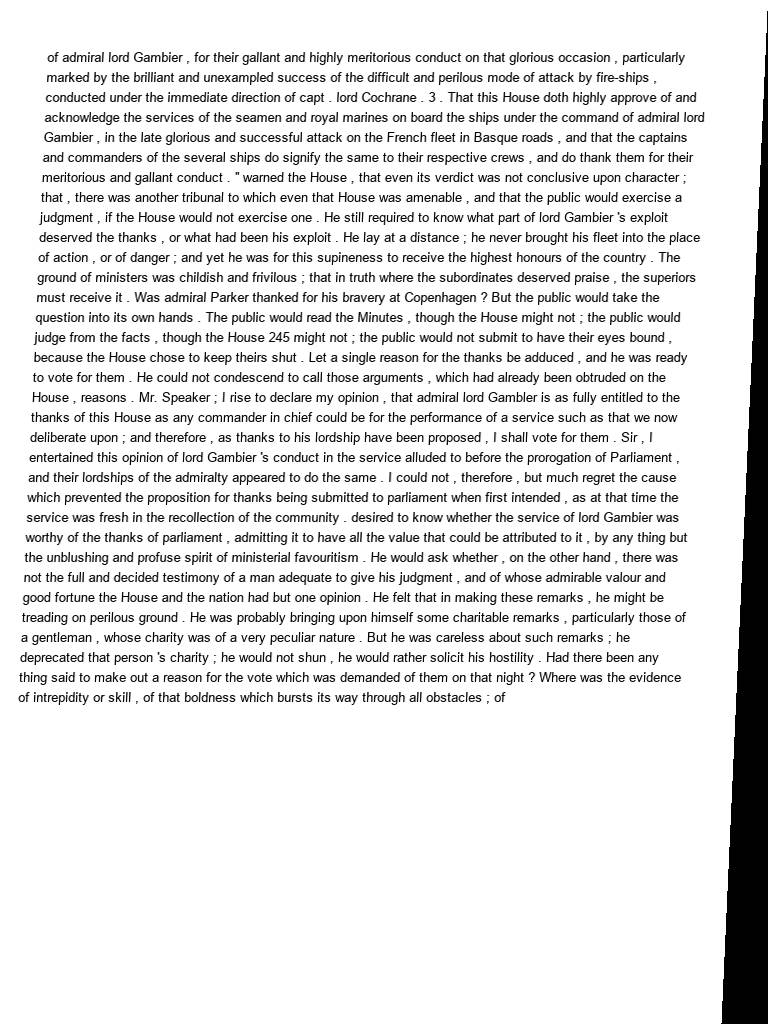 of admiral lord Gambier , for their gallant and highly meritorious conduct on that glorious occasion , particularly
marked by the brilliant and unexampled success of the difficult and perilous mode of attack by fire-ships ,
conducted under the immediate direction of capt . lord Cochrane . 3 . That this House doth highly approve of and
acknowledge the services of the seamen and royal marines on board the ships under the command of admiral lord
Gambier , in the late glorious and successful attack on the French fleet in Basque roads , and that the captains
and commanders of the several ships do signify the same to their respective crews , and do thank them for their
meritorious and gallant conduct . " warned the House , that even its verdict was not conclusive upon character ;
that , there was another tribunal to which even that House was amenable , and that the public would exercise a
judgment , if the House would not exercise one . He still required to know what part of lord Gambier 's exploit
deserved the thanks , or what had been his exploit . He lay at a distance ; he never brought his fleet into the place
of action , or of danger ; and yet he was for this supineness to receive the highest honours of the country . The
ground of ministers was childish and frivilous ; that in truth where the subordinates deserved praise , the superiors
must receive it . Was admiral Parker thanked for his bravery at Copenhagen ? But the public would take the
question into its own hands . The public would read the Minutes , though the House might not ; the public would
judge from the facts , though the House 245 might not ; the public would not submit to have their eyes bound ,
because the House chose to keep theirs shut . Let a single reason for the thanks be adduced , and he was ready
to vote for them . He could not condescend to call those arguments , which had already been obtruded on the
House , reasons . Mr. Speaker ; I rise to declare my opinion , that admiral lord Gambler is as fully entitled to the
thanks of this House as any commander in chief could be for the performance of a service such as that we now
deliberate upon ; and therefore , as thanks to his lordship have been proposed , I shall vote for them . Sir , I
entertained this opinion of lord Gambier 's conduct in the service alluded to before the prorogation of Parliament ,
and their lordships of the admiralty appeared to do the same . I could not , therefore , but much regret the cause
which prevented the proposition for thanks being submitted to parliament when first intended , as at that time the
service was fresh in the recollection of the community . desired to know whether the service of lord Gambier was
worthy of the thanks of parliament , admitting it to have all the value that could be attributed to it , by any thing but
the unblushing and profuse spirit of ministerial favouritism . He would ask whether , on the other hand , there was
not the full and decided testimony of a man adequate to give his judgment , and of whose admirable valour and
good fortune the House and the nation had but one opinion . He felt that in making these remarks , he might be
treading on perilous ground . He was probably bringing upon himself some charitable remarks , particularly those of
a gentleman , whose charity was of a very peculiar nature . But he was careless about such remarks ; he
deprecated that person 's charity ; he would not shun , he would rather solicit his hostility . Had there been any
thing said to make out a reason for the vote which was demanded of them on that night ? Where was the evidence
of intrepidity or skill , of that boldness which bursts its way through all obstacles ; of